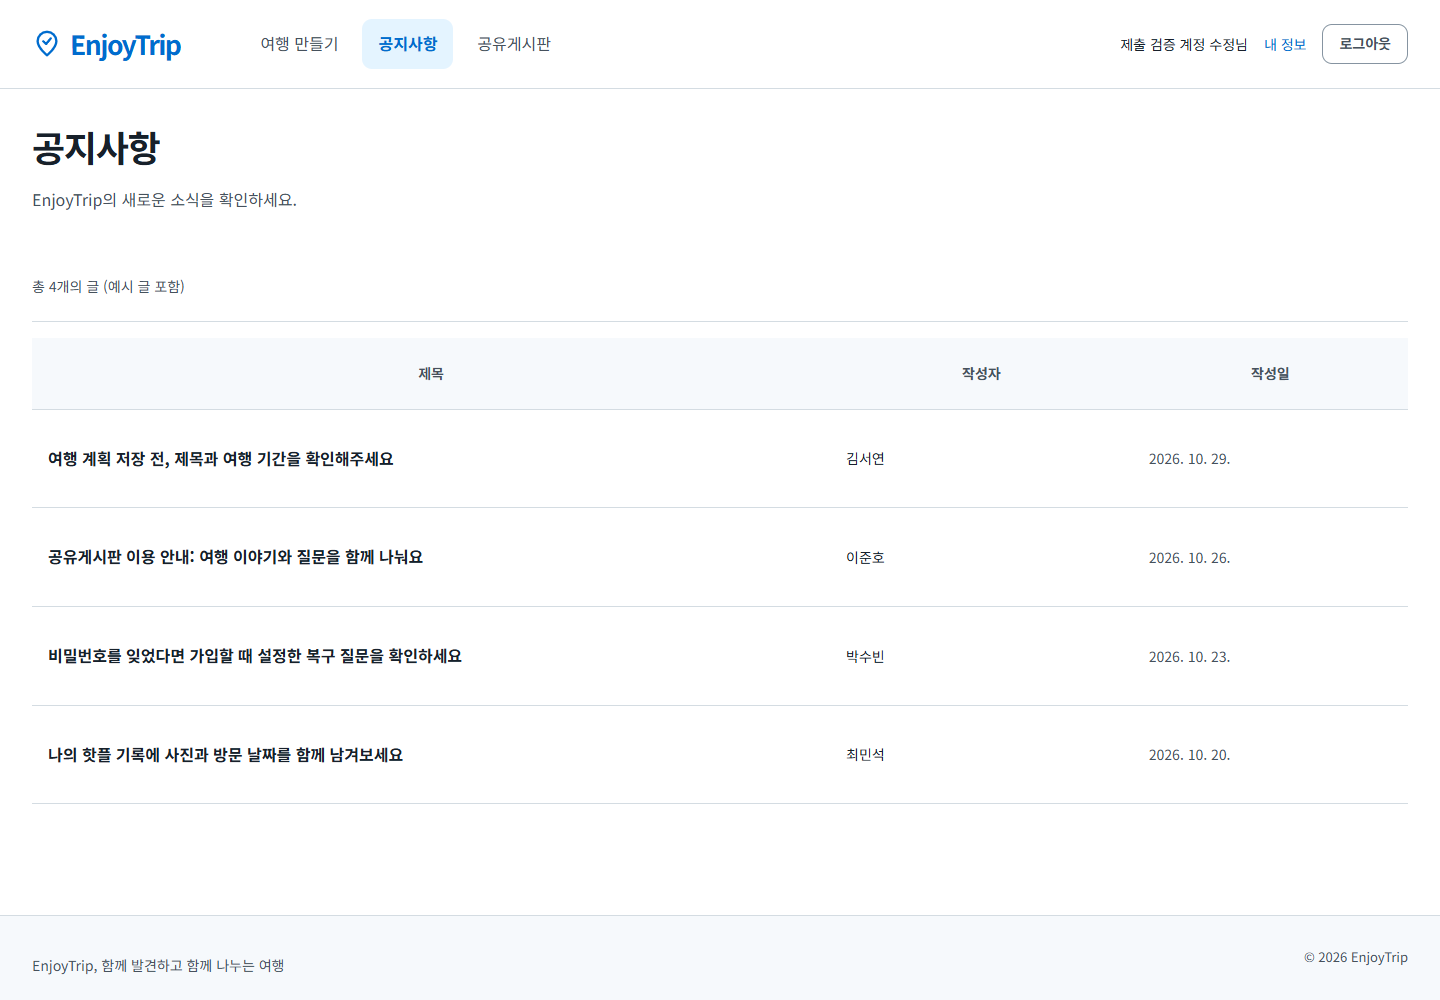 EnjoyTrip 여행 만들기 공지사항 공유게시판 제출 검증 계정 수정님 내 정보 로그아웃
공지사항
EnjoyTrip의 새로운 소식을 확인하세요.
총 4개의 글 (예시 글 포함)
제목 작성자 작성일
여행 계획 저장 전, 제목과 여행 기간을 확인해주세요 김서연 2026. 10. 29.
공유게시판 이용 안내: 여행 이야기와 질문을 함께 나눠요 이준호 2026. 10. 26.
비밀번호를 잊었다면 가입할 때 설정한 복구 질문을 확인하세요 박수빈 2026. 10. 23.
나의 핫플 기록에 사진과 방문 날짜를 함께 남겨보세요 최민석 2026. 10. 20.
EnjoyTrip, 함께 발견하고 함께 나누는 여행 © 2026 EnjoyTrip